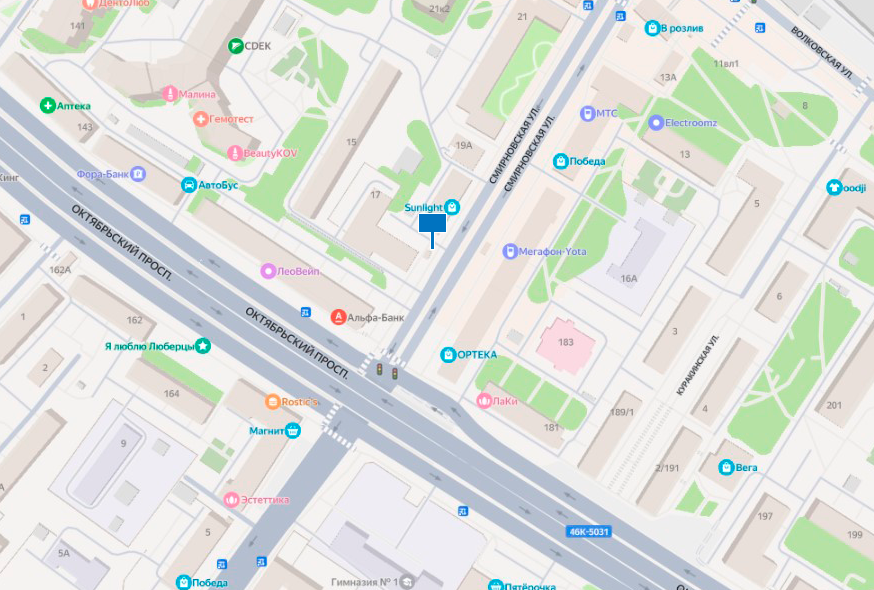 ДентоЛюб
141
21к2
21
В розлив
ВОЛКОВСКАЯ УЛ.
CDEK
11вл1
13А
Малина
Аптека
8
МТС
Гемотест
Electroomz
143
СМИРНОВСКАЯ УЛ.
СМИРНОВСКАЯ УЛ.
15
19А
BeautyKOV
13
Победа
Фора-Банк
АвтоБус
oodji
Кинг
17
5
Sunlight
ОКТЯБРЬСКИЙ ПРОСП.
Мегафон-Yota
162А
ЛеоВейп
16А
6
1
162
Альфа-Банк
ОКТЯБРЬСКИЙ ПРОСП.
3
183
Я люблю Люберцы
ОРТЕКА
КУРАКИНСКАЯ УЛ.
2
164
Rostic's
ЛаКи
189/1
4
201
Магнит
181
9
2/191
Вега
Эстеттика
197
5
46К-5031
199
5А
Победа
Гимназия № 1
Пятёрочка